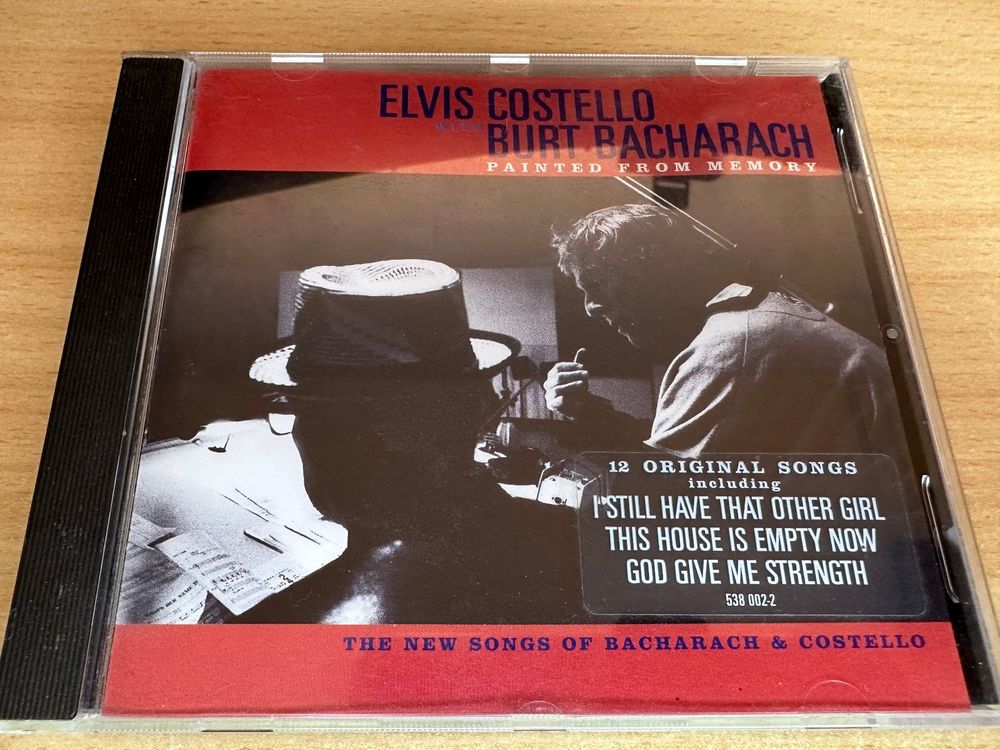 ELVIS COSTELLO
WITH BURT BACHARACH
PAINTED FROM MEMORY
12 ORIGINAL SONGS
including
I STILL HAVE THAT OTHER GIRL
THIS HOUSE IS EMPTY NOW
GOD GIVE ME STRENGTH
538 002-2
THE NEW SONGS OF BACHARACH & COSTELLO